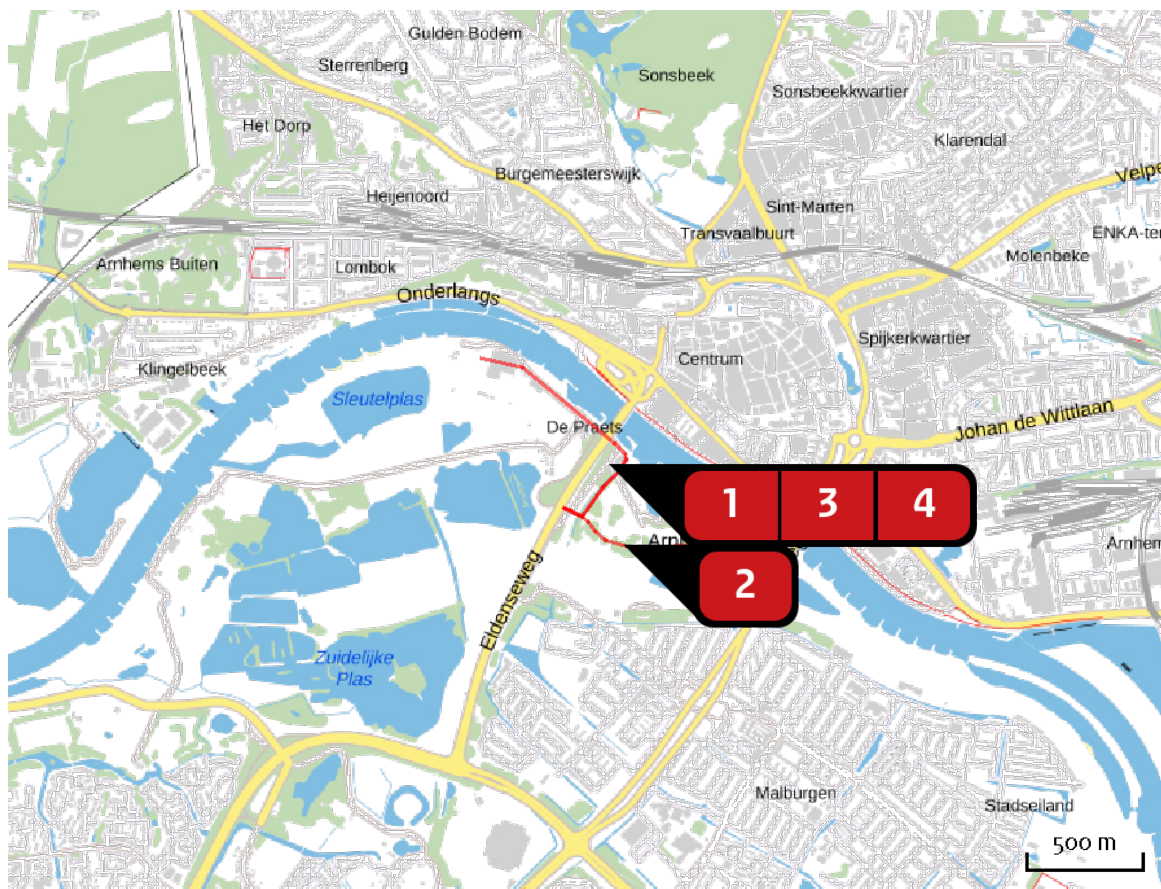 Gulden Bodem
Sterrenberg
Sonsbeek
Sonsbeekkwartier
Het Dorp
Klarendal
Burgemeesterswijk
Velpe
Heijenoord
Sint-Marten
Transvaalbuurt
ENKA-ter
Molenbeke
Arnhems Buiten
Lombok
Onderlangs
Spijkerkwartier
Centrum
Klingelbeek
Sleutelplas
Johan de Wittlaan
De Praets
1 3 4
Arnhem
2
Eldenseweg
Zuidelijke
Plas
Malburgen
Stadseiland
500 m